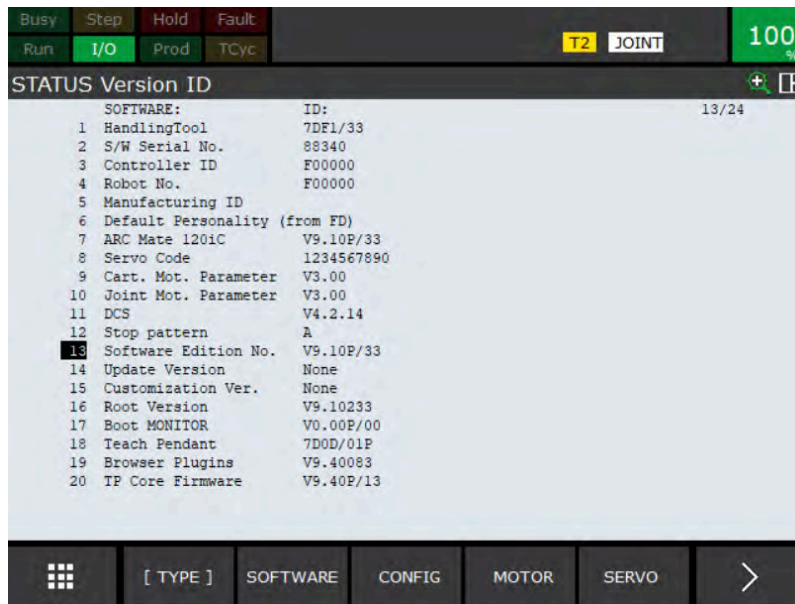 Busy Step Hold Fault
Run I/O Prod TCyc T2 JOINT 100
%
STATUS Version ID
SOFTWARE: ID: 13/24
1 HandlingTool 7DF1/33
2 S/W Serial No. 88340
3 Controller ID F00000
4 Robot No. F00000
5 Manufacturing ID
6 Default Personality (from FD)
7 ARC Mate 120iC V9.10P/33
8 Servo Code 1234567890
9 Cart. Mot. Parameter V3.00
10 Joint Mot. Parameter V3.00
11 DCS V4.2.14
12 Stop pattern A
13 Software Edition No. V9.10P/33
14 Update Version None
15 Customization Ver. None
16 Root Version V9.10233
17 Boot MONITOR V0.00P/00
18 Teach Pendant 7D0D/01P
19 Browser Plugins V9.40083
20 TP Core Firmware V9.40P/13
[ TYPE ] SOFTWARE CONFIG MOTOR SERVO >